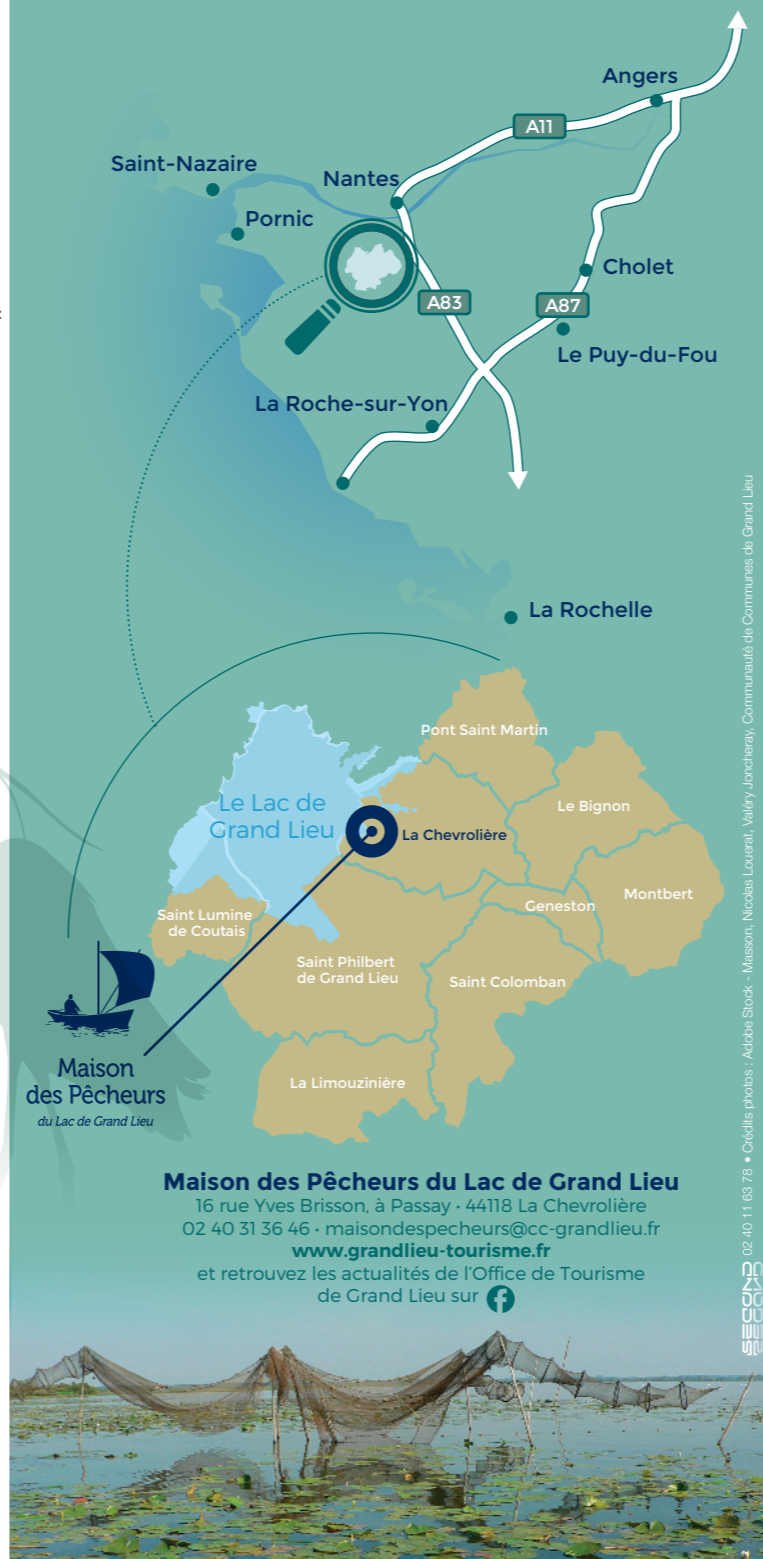 Angers
A11
Saint-Nazaire
Nantes
Pornic
Cholet
A83
A87
Le Puy-du-Fou
La Roche-sur-Yon
La Rochelle
Pont Saint Martin
Le Lac de
Grand Lieu
Le Bignon
La Chevrolière
Montbert
Geneston
Saint Lumine
de Coutais
Saint Philbert
de Grand Lieu
Saint Colomban
La Limouzinière
Maison
des Pêcheurs
du Lac de Grand Lieu
Maison des Pêcheurs du Lac de Grand Lieu
16 rue Yves Brisson, à Passay • 44118 La Chevrolière
02 40 31 36 46 • maisondespecheurs@cc-grandlieu.fr
www.grandlieu-tourisme.fr
et retrouvez les actualités de l'Office de Tourisme
de Grand Lieu sur f
SECOND 02 40 11 63 78 • Crédits photos : Adobe Stock - Masson, Nicolas Louerat, Valéry Joncheray, Communauté de Communes de Grand Lieu